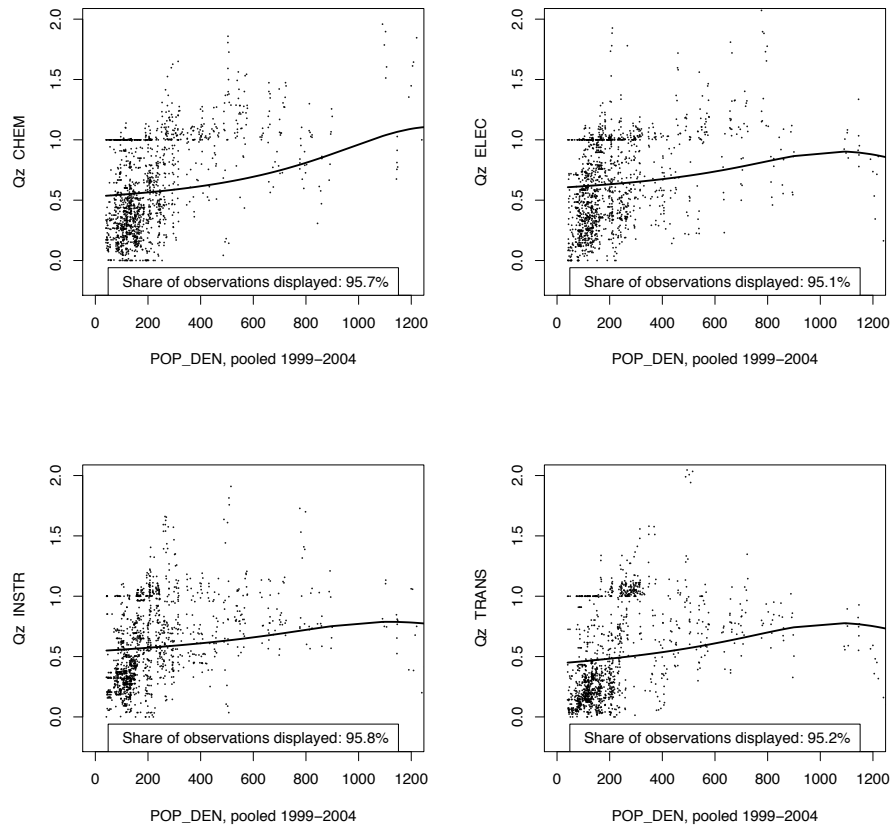 Qz CHEM
0.0 0.5 1.0 1.5 2.0
Share of observations displayed: 95.7%
0 200 400 600 800 1000 1200
POP_DEN, pooled 1999−2004
Qz ELEC
0.0 0.5 1.0 1.5 2.0
Share of observations displayed: 95.1%
0 200 400 600 800 1000 1200
POP_DEN, pooled 1999−2004
Qz INSTR
0.0 0.5 1.0 1.5 2.0
Share of observations displayed: 95.8%
0 200 400 600 800 1000 1200
POP_DEN, pooled 1999−2004
Qz TRANS
0.0 0.5 1.0 1.5 2.0
Share of observations displayed: 95.2%
0 200 400 600 800 1000 1200
POP_DEN, pooled 1999−2004